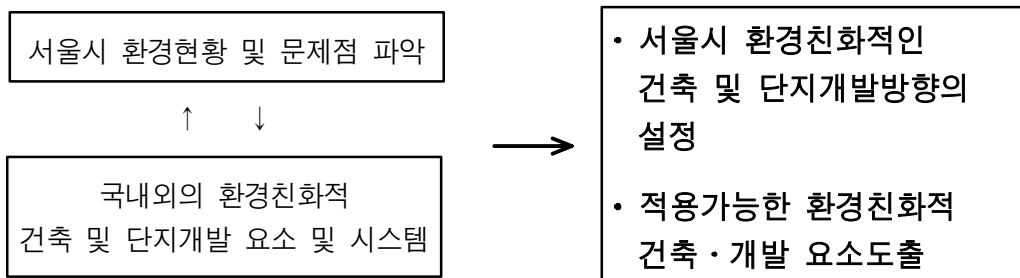 서울시 환경현황 및 문제점 파악
↑ ↓
국내외의 환경친화적
건축 및 단지개발 요소 및 시스템
• 서울시 환경친화적인
건축 및 단지개발방향의
설정
• 적용가능한 환경친화적
건축・개발 요소도출